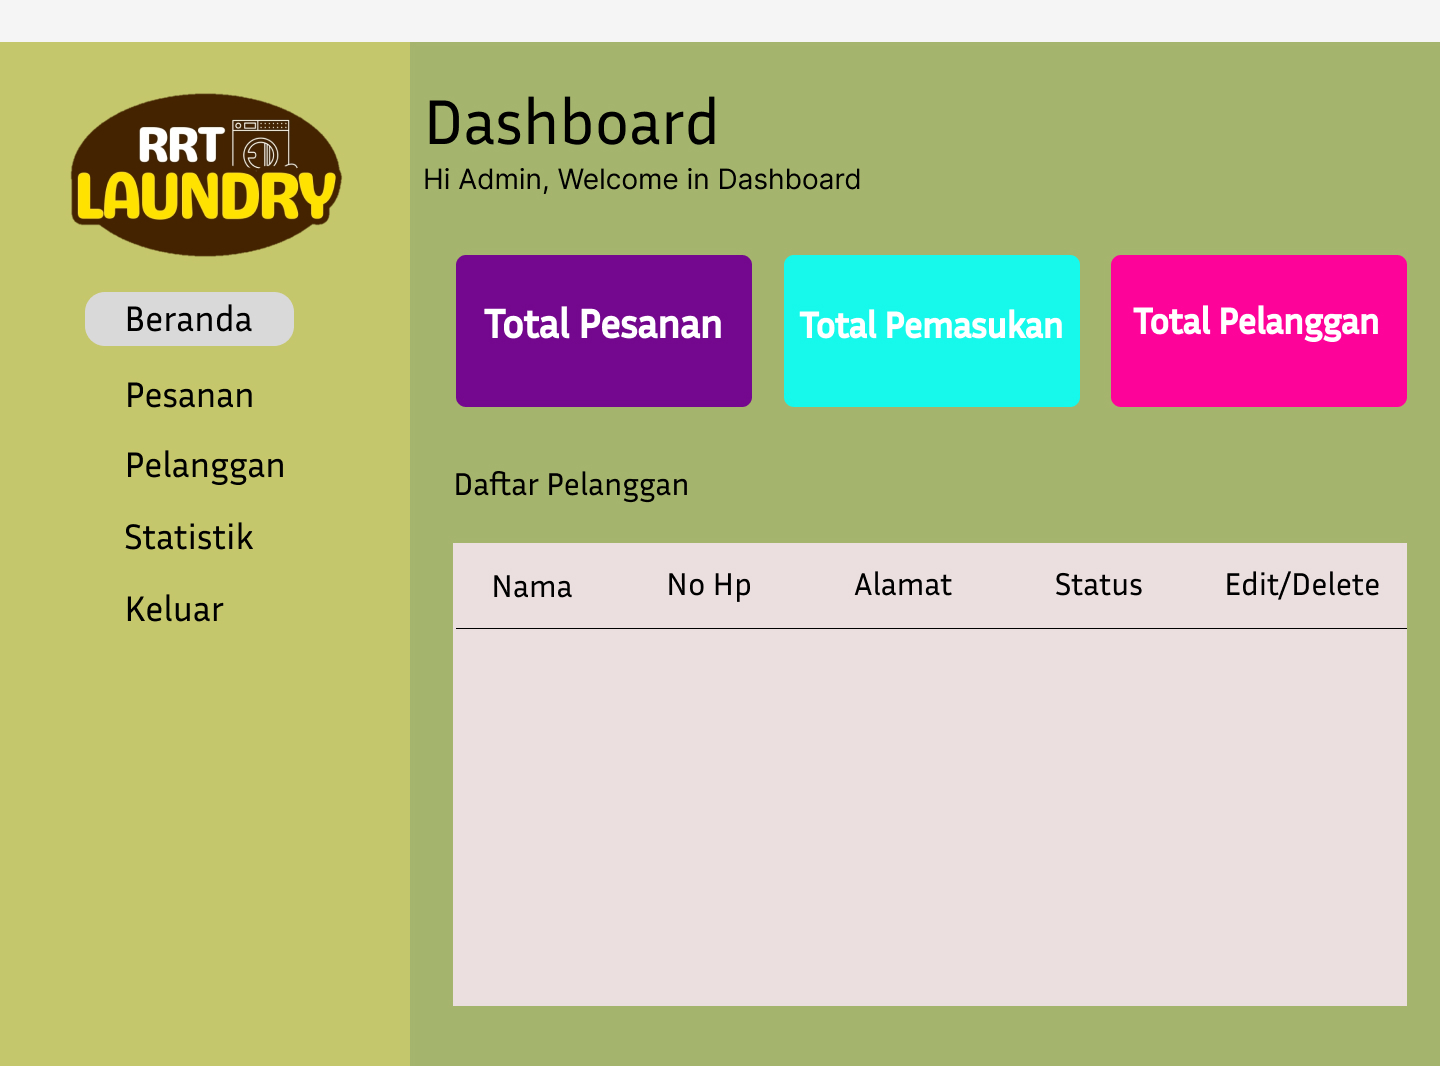 RRT
LAUNDRY
Beranda
Pesanan
Pelanggan
Statistik
Keluar
Dashboard
Hi Admin, Welcome in Dashboard
Total Pesanan
Total Pemasukan
Total Pelanggan
Daftar Pelanggan
Nama No Hp Alamat Status Edit/Delete